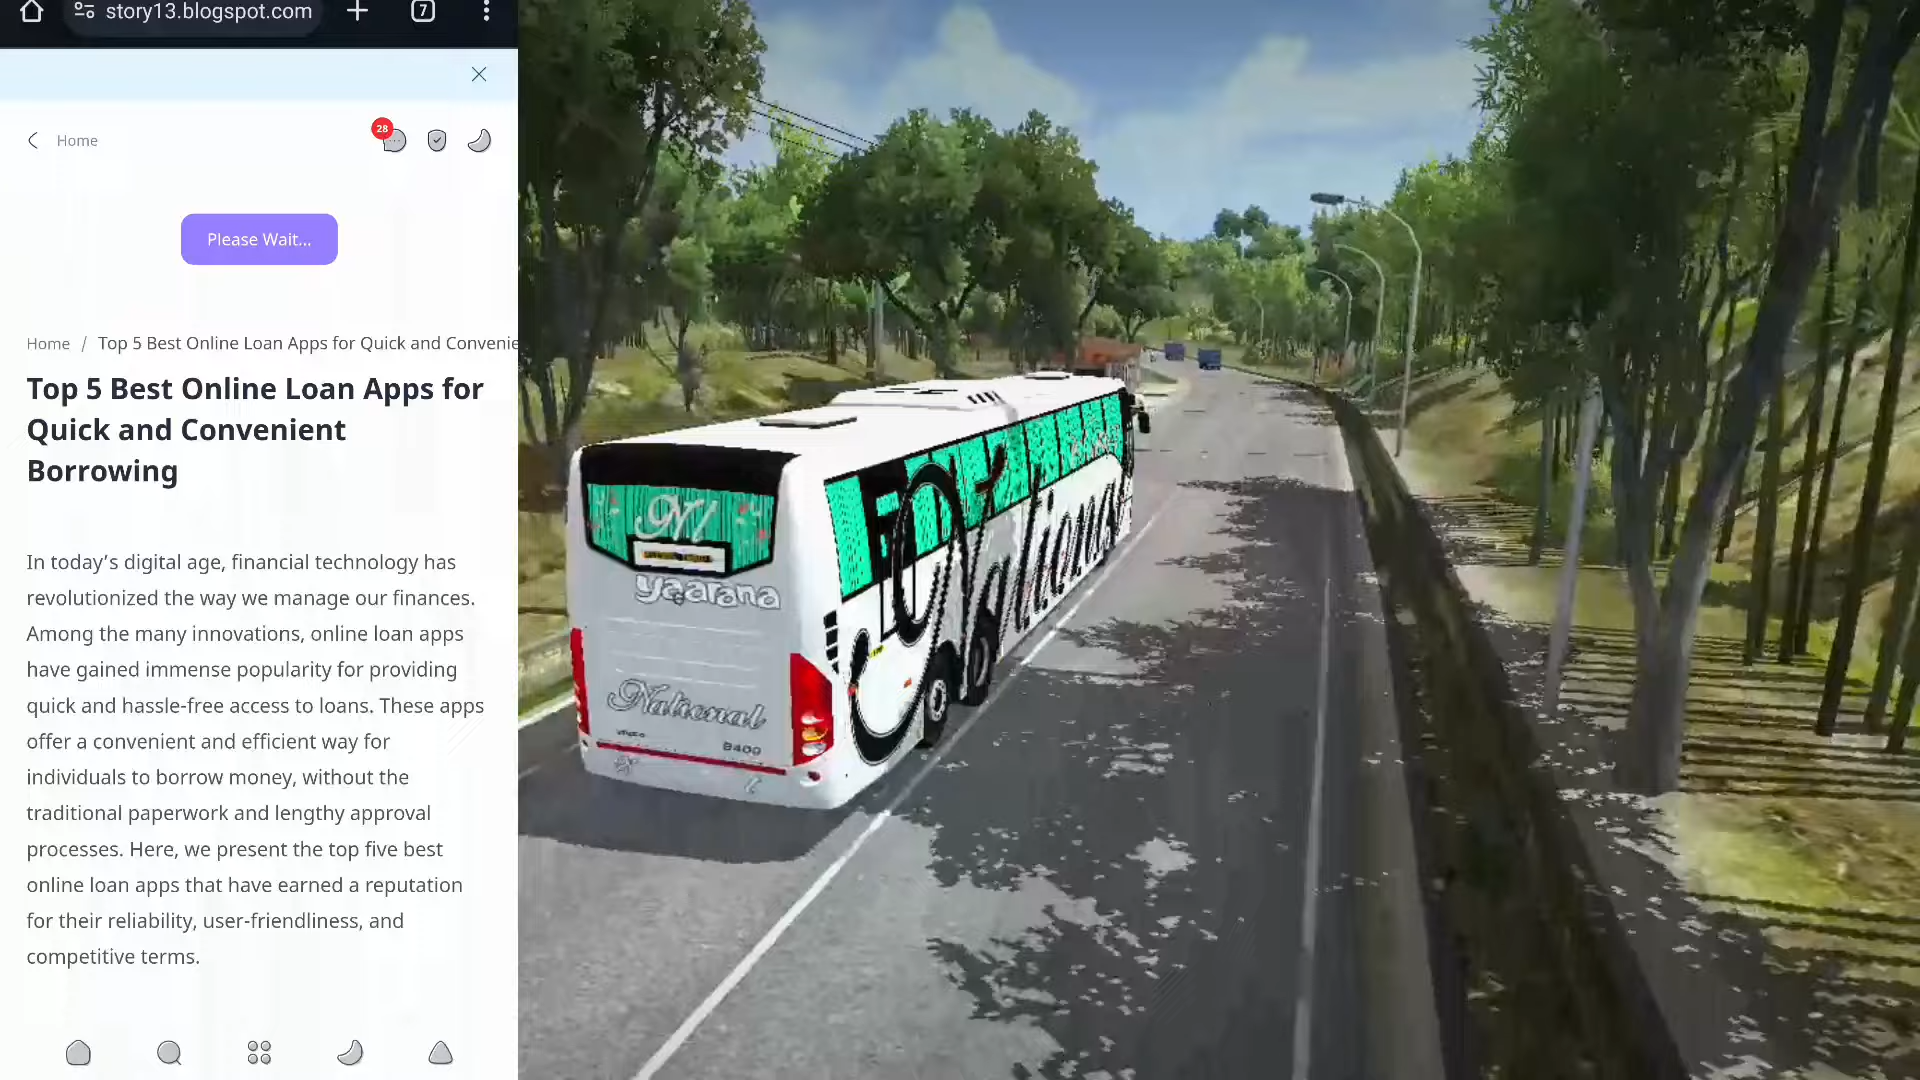 story13.blogspot.com
7
Home
28
Please Wait...
Home / Top 5 Best Online Loan Apps for Quick and Convenie
Top 5 Best Online Loan Apps for
Quick and Convenient
Borrowing
In today’s digital age, financial technology has
revolutionized the way we manage our finances.
Among the many innovations, online loan apps
have gained immense popularity for providing
quick and hassle-free access to loans. These apps
offer a convenient and efficient way for
individuals to borrow money, without the
traditional paperwork and lengthy approval
processes. Here, we present the top five best
online loan apps that have earned a reputation
for their reliability, user-friendliness, and
competitive terms.
yaarana
National
B400
National